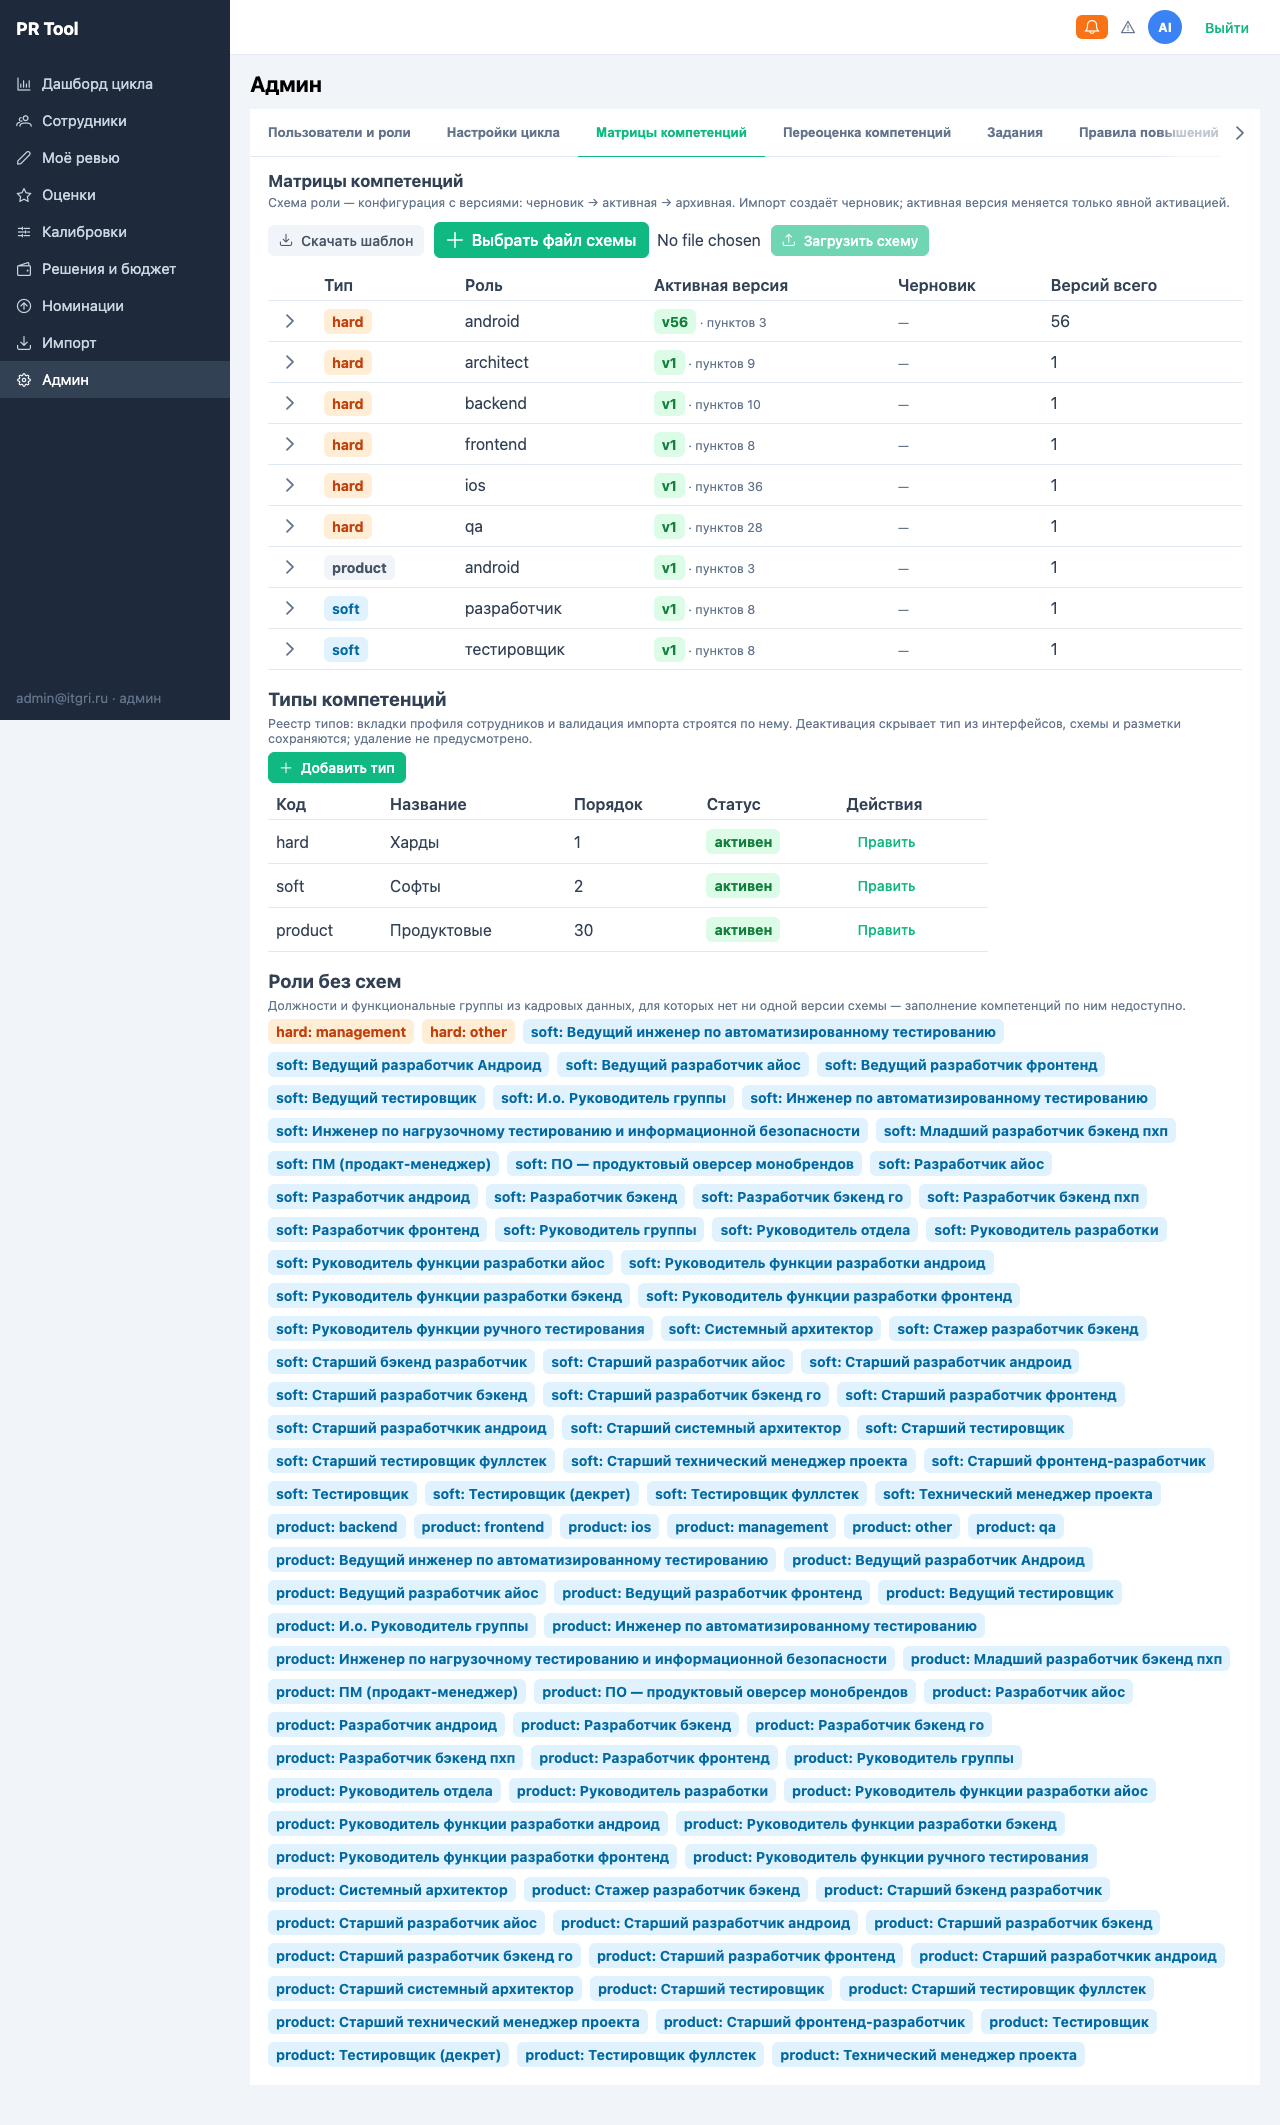 PR Tool
Дашборд цикла
Сотрудники
Моё ревью
Оценки
Калибровки
Решения и бюджет
Номинации
Импорт
Админ
admin@itgri.ru · админ
AI Выйти
Админ
Пользователи и роли Настройки цикла Матрицы компетенций Переоценка компетенций Задания Правила повышений
Матрицы компетенций
Схема роли — конфигурация с версиями: черновик → активная → архивная. Импорт создаёт черновик; активная версия меняется только явной активацией.
Скачать шаблон Выбрать файл схемы No file chosen Загрузить схему
Тип Роль Активная версия Черновик Версий всего
hard android v56 · пунктов 3 — 56
hard architect v1 · пунктов 9 — 1
hard backend v1 · пунктов 10 — 1
hard frontend v1 · пунктов 8 — 1
hard ios v1 · пунктов 36 — 1
hard qa v1 · пунктов 28 — 1
product android v1 · пунктов 3 — 1
soft разработчик v1 · пунктов 8 — 1
soft тестировщик v1 · пунктов 8 — 1
Типы компетенций
Реестр типов: вкладки профиля сотрудников и валидация импорта строятся по нему. Деактивация скрывает тип из интерфейсов, схемы и разметки
сохраняются; удаление не предусмотрено.
Добавить тип
Код Название Порядок Статус Действия
hard Харды 1 активен Править
soft Софты 2 активен Править
product Продуктовые 30 активен Править
Роли без схем
Должности и функциональные группы из кадровых данных, для которых нет ни одной версии схемы — заполнение компетенций по ним недоступно.
hard: management hard: other soft: Ведущий инженер по автоматизированному тестированию
soft: Ведущий разработчик Андроид soft: Ведущий разработчик айос soft: Ведущий разработчик фронтенд
soft: Ведущий тестировщик soft: И.о. Руководитель группы soft: Инженер по автоматизированному тестированию
soft: Инженер по нагрузочному тестированию и информационной безопасности soft: Младший разработчик бэкенд пхп
soft: ПМ (продакт-менеджер) soft: ПО — продуктовый оверсер монобрендов soft: Разработчик айос
soft: Разработчик андроид soft: Разработчик бэкенд soft: Разработчик бэкенд го soft: Разработчик бэкенд пхп
soft: Разработчик фронтенд soft: Руководитель группы soft: Руководитель отдела soft: Руководитель разработки
soft: Руководитель функции разработки айос soft: Руководитель функции разработки андроид
soft: Руководитель функции разработки бэкенд soft: Руководитель функции разработки фронтенд
soft: Руководитель функции ручного тестирования soft: Системный архитектор soft: Стажер разработчик бэкенд
soft: Старший бэкенд разработчик soft: Старший разработчик айос soft: Старший разработчик андроид
soft: Старший разработчик бэкенд soft: Старший разработчик бэкенд го soft: Старший разработчик фронтенд
soft: Старший разработчкик андроид soft: Старший системный архитектор soft: Старший тестировщик
soft: Старший тестировщик фуллстек soft: Старший технический менеджер проекта soft: Старший фронтенд-разработчик
soft: Тестировщик soft: Тестировщик (декрет) soft: Тестировщик фуллстек soft: Технический менеджер проекта
product: backend product: frontend product: ios product: management product: other product: qa
product: Ведущий инженер по автоматизированному тестированию product: Ведущий разработчик Андроид
product: Ведущий разработчик айос product: Ведущий разработчик фронтенд product: Ведущий тестировщик
product: И.о. Руководитель группы product: Инженер по автоматизированному тестированию
product: Инженер по нагрузочному тестированию и информационной безопасности product: Младший разработчик бэкенд пхп
product: ПМ (продакт-менеджер) product: ПО — продуктовый оверсер монобрендов product: Разработчик айос
product: Разработчик андроид product: Разработчик бэкенд product: Разработчик бэкенд го
product: Разработчик бэкенд пхп product: Разработчик фронтенд product: Руководитель группы
product: Руководитель отдела product: Руководитель разработки product: Руководитель функции разработки айос
product: Руководитель функции разработки андроид product: Руководитель функции разработки бэкенд
product: Руководитель функции разработки фронтенд product: Руководитель функции ручного тестирования
product: Системный архитектор product: Стажер разработчик бэкенд product: Старший бэкенд разработчик
product: Старший разработчик айос product: Старший разработчик андроид product: Старший разработчик бэкенд
product: Старший разработчик бэкенд го product: Старший разработчик фронтенд product: Старший разработчкик андроид
product: Старший системный архитектор product: Старший тестировщик product: Старший тестировщик фуллстек
product: Старший технический менеджер проекта product: Старший фронтенд-разработчик product: Тестировщик
product: Тестировщик (декрет) product: Тестировщик фуллстек product: Технический менеджер проекта